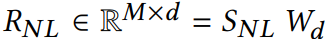 R_{NL} ∈ ℝ^{M×d} = S_{NL} W_d